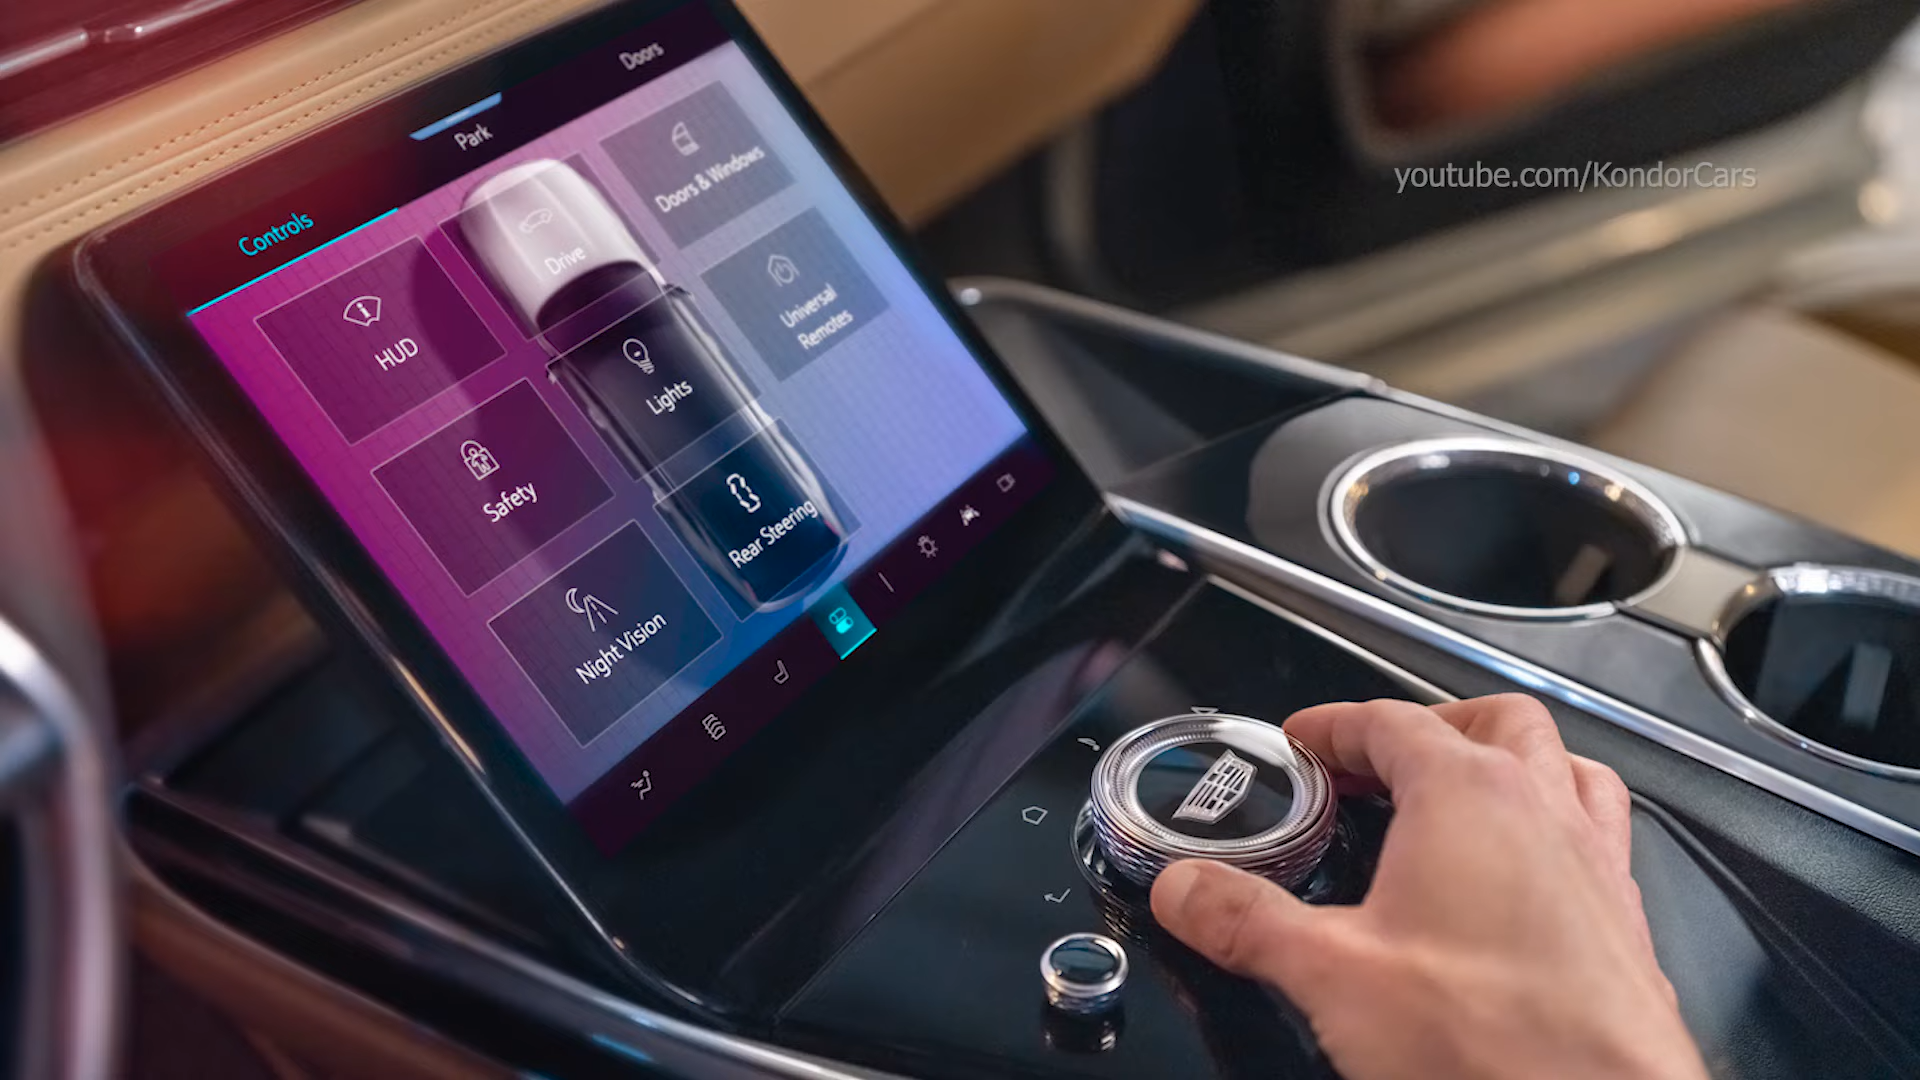 Doors
Park
Controls
Doors & Windows
Drive
Universal
Remotes
HUD
Lights
Safety
Rear Steering
Night Vision
youtube.com/KondorCars